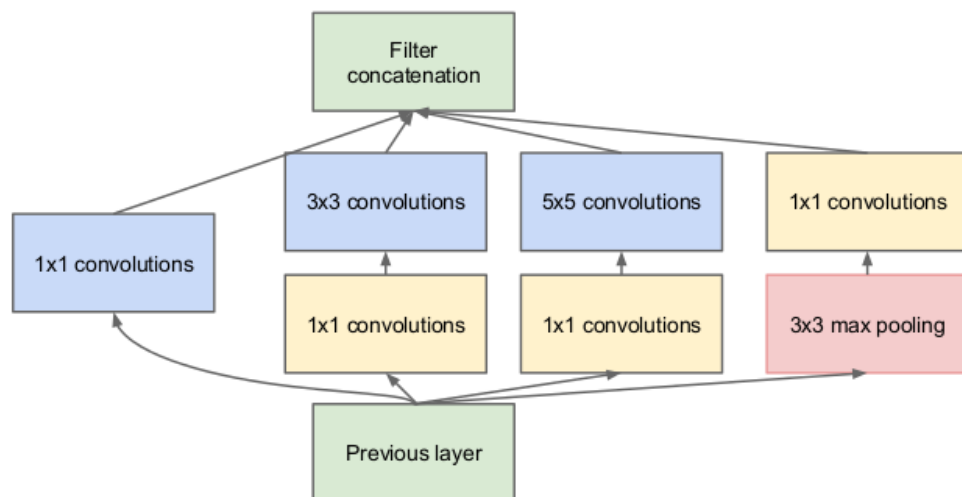 Filter
concatenation
3x3 convolutions
5x5 convolutions
1x1 convolutions
1x1 convolutions
1x1 convolutions
1x1 convolutions
3x3 max pooling
Previous layer